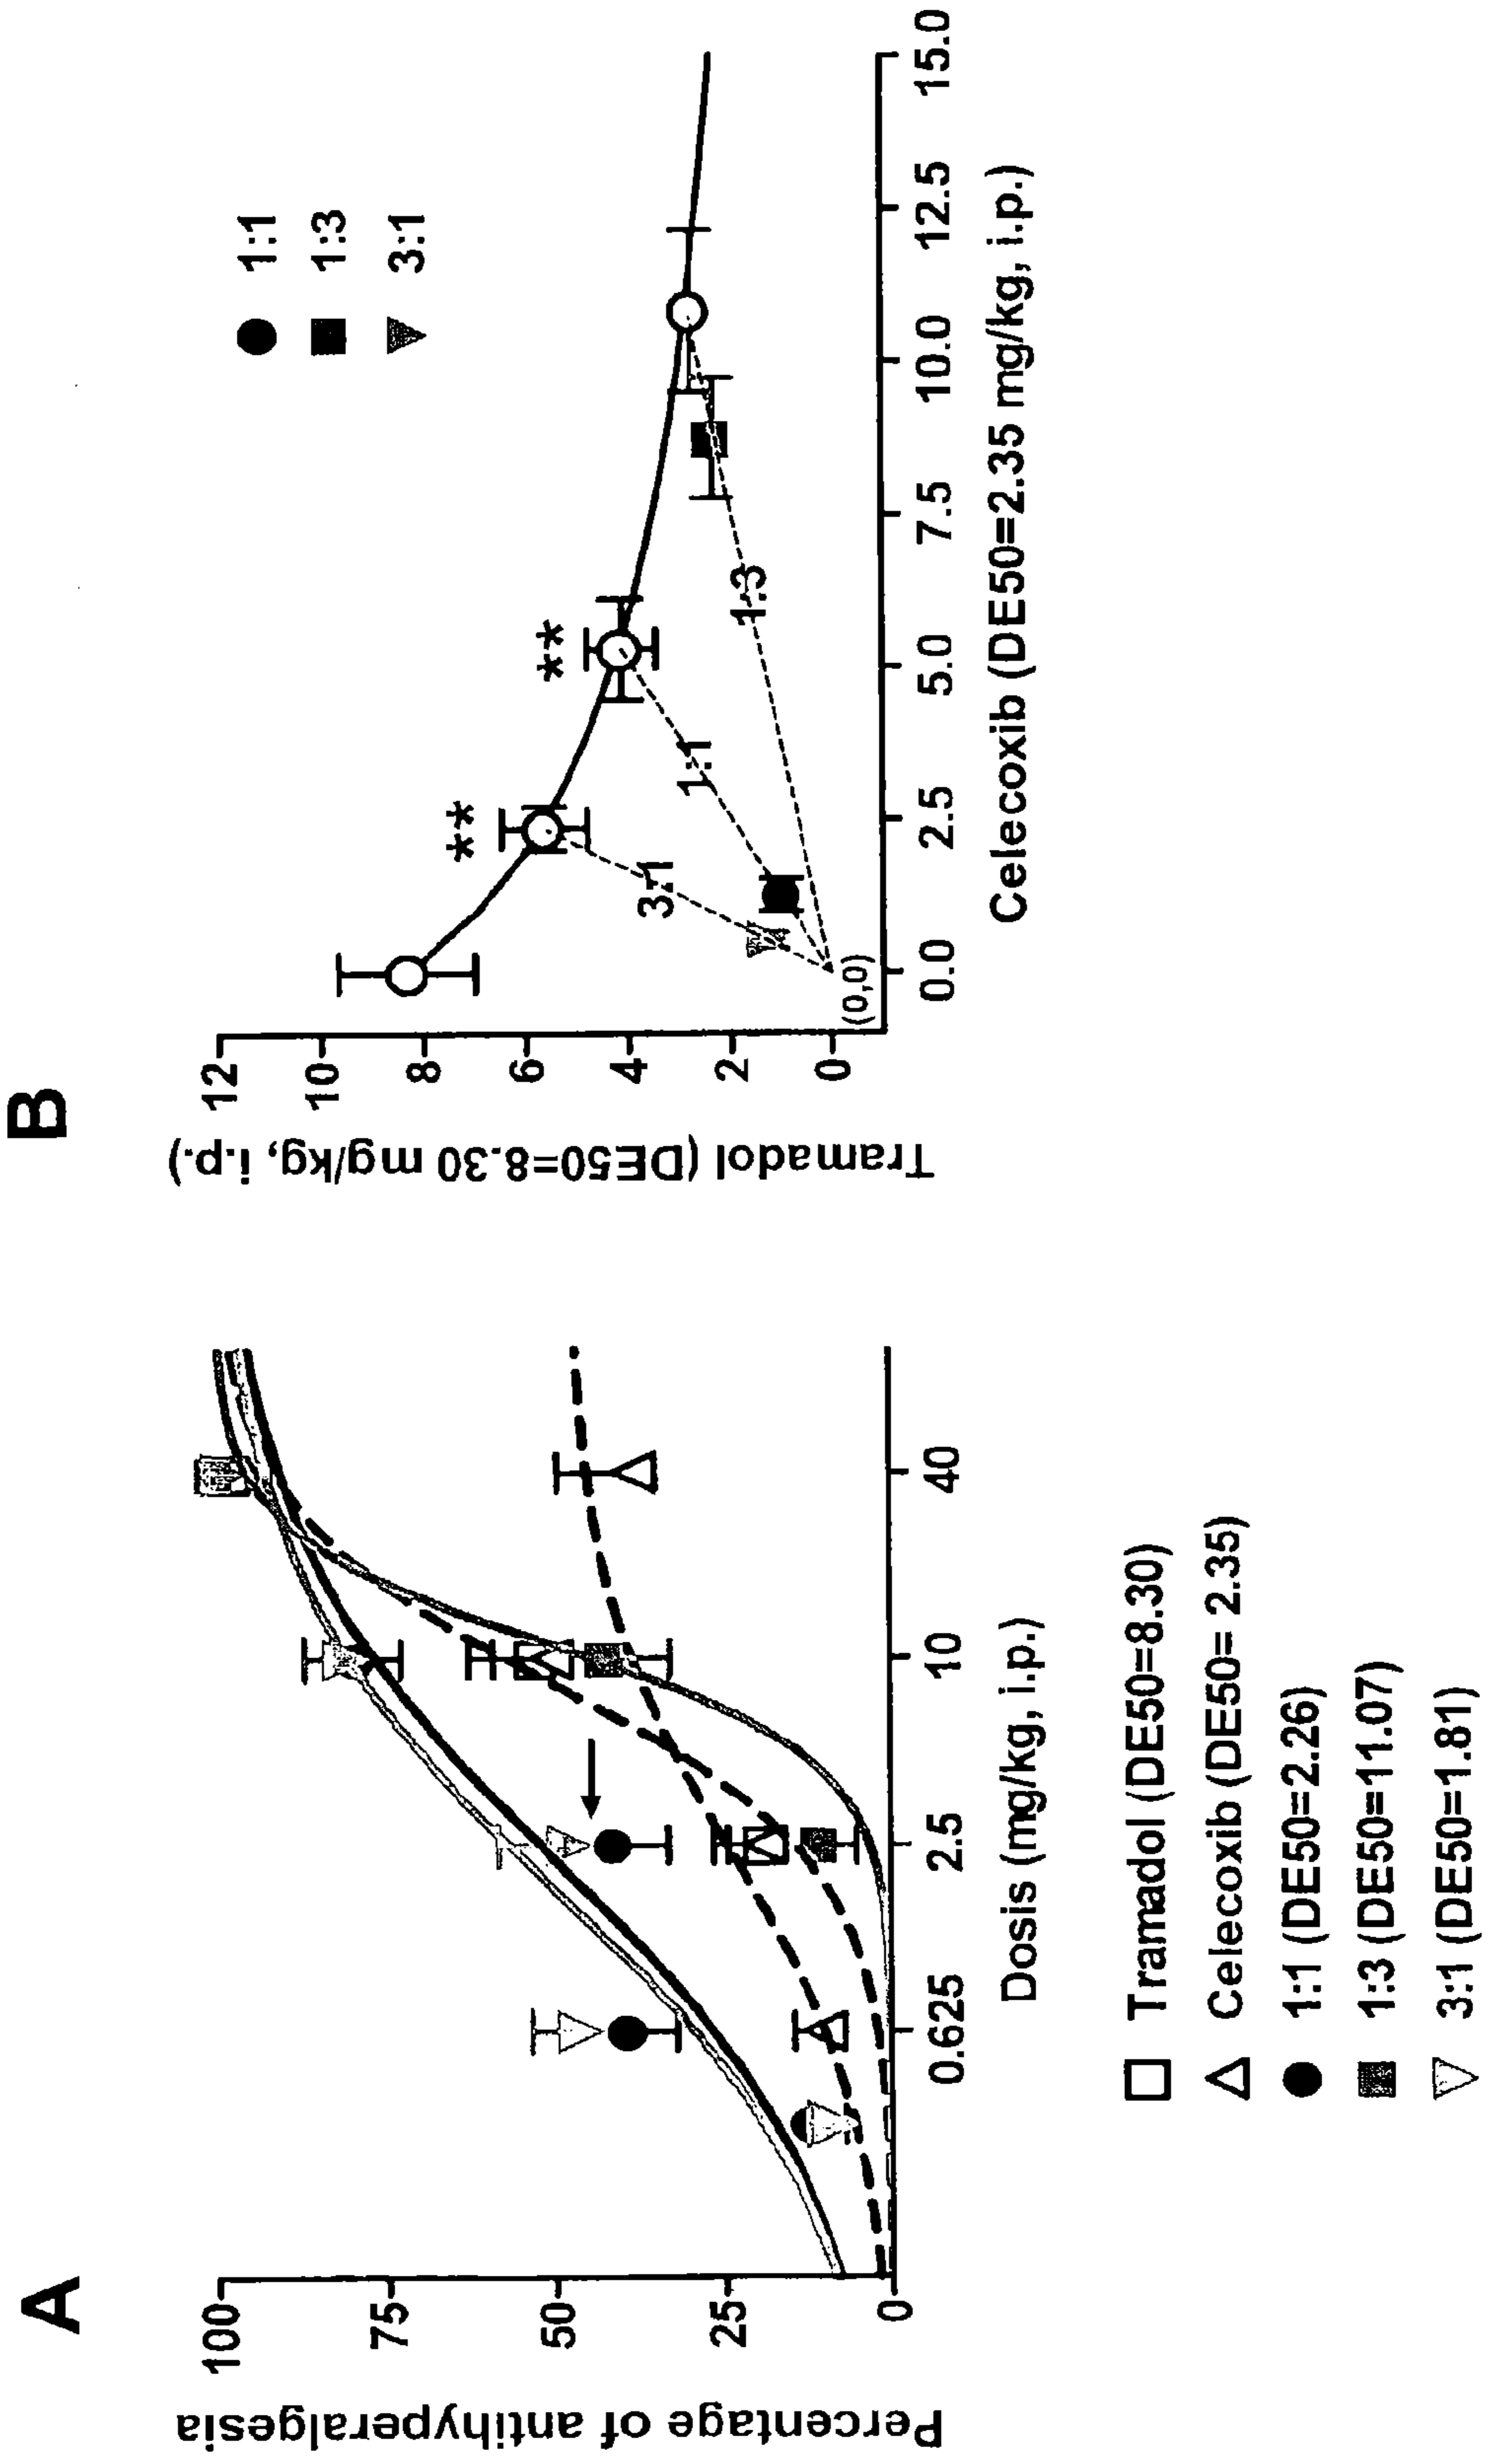 A
Percentage of antihyperalgesia
100
75
50
25
0
0.625
2.5
10
40
Dosis (mg/kg, i.p.)
Tramadol (DE50=8.30)
Celecoxib (DE50= 2.35)
1:1 (DE50=2.26)
1:3 (DE50=11.07)
3:1 (DE50=1.81)
B
Tramadol (DE50=8.30 mg/kg, i.p.)
12
10
8
6
4
2
0
1:1
1:3
3:1
**
**
3:1
1:1
1:3
(0,0)
0.0
2.5
5.0
7.5
10.0
12.5
15.0
Celecoxib (DE50=2.35 mg/kg, i.p.)